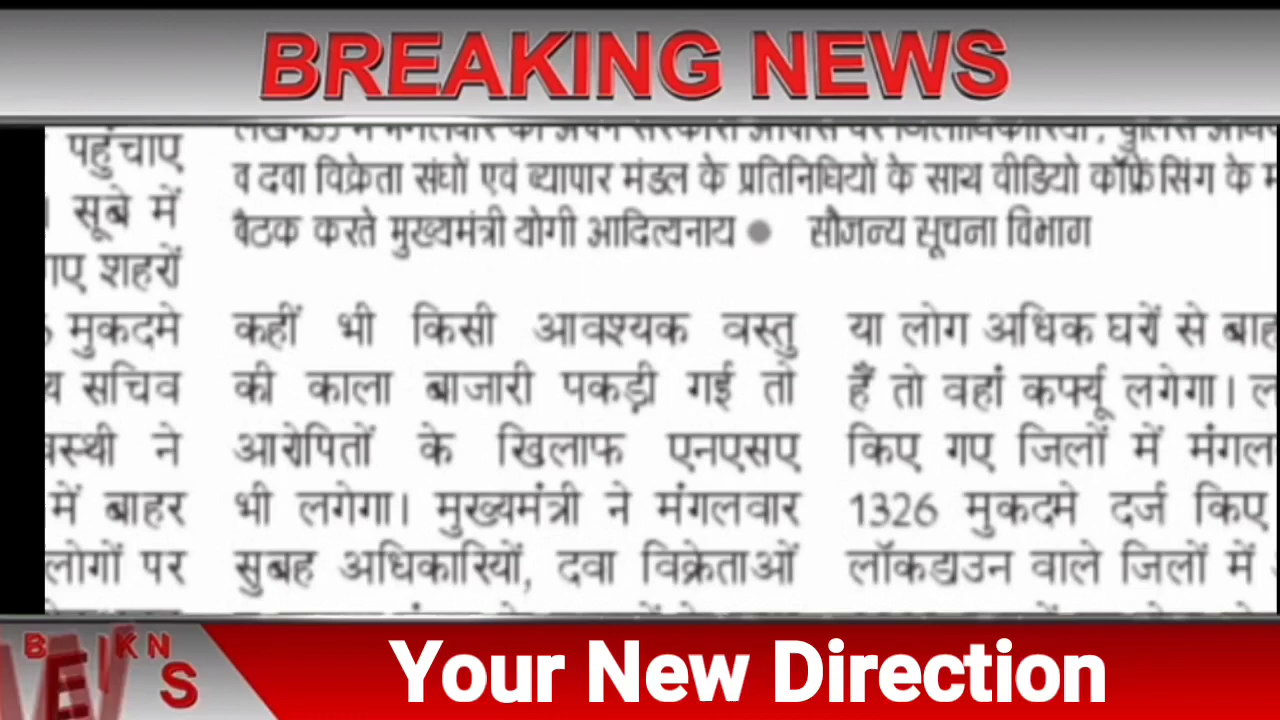 BREAKING NEWS
पहुंचाए
सूबे में
शहरों
मुकदमे
सचिव
ने
में बाहर
लोगों पर
व दवा विक्रेता संघों एवं व्यापार मंडल के प्रतिनिधियों के साथ वीडियो कॉफ्रेंसिंग के
बैठक करते मुख्यमंत्री योगी आदित्यनाथ ● सौजन्य सूचना विभाग
कहीं भी किसी आवश्यक वस्तु
की काला बाजारी पकड़ी गई तो
आरोपितों के खिलाफ एनएसए
भी लगेगा। मुख्यमंत्री ने मंगलवार
सुबह अधिकारियों, दवा विक्रेताओं
या लोग अधिक घरों से
हैं तो वहां कर्फ्यू लगेगा।
किए गए जिलों में
1326 मुकदमे दर्ज किए
लॉकडाउन वाले जिलों में
Your New Direction